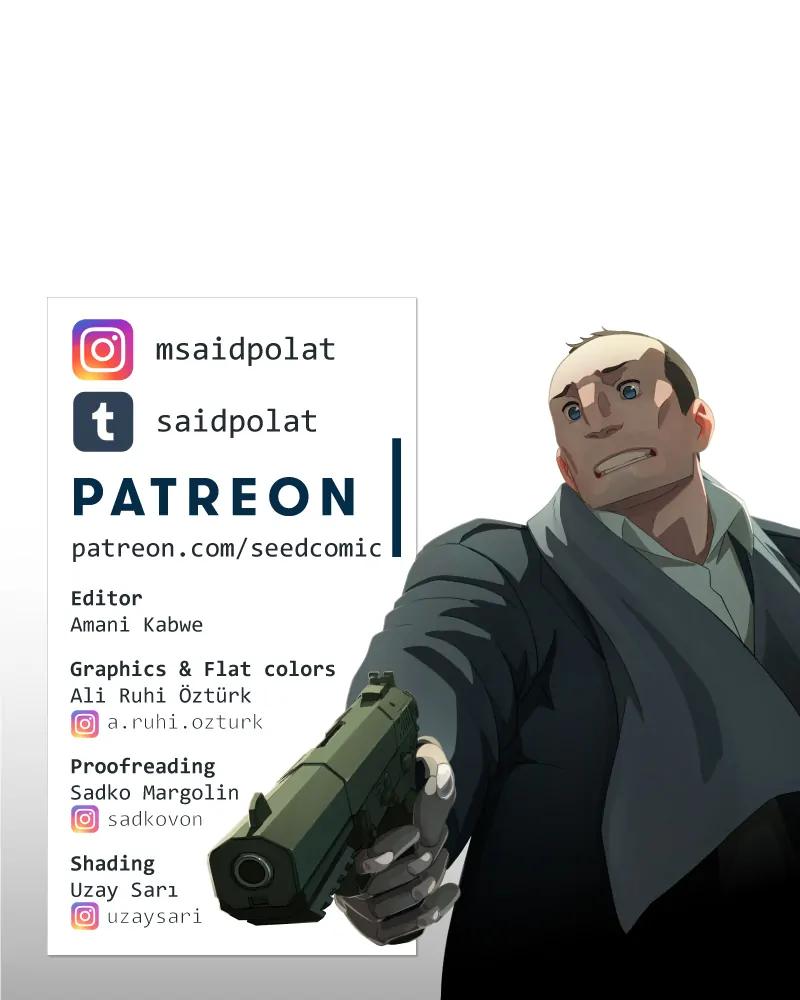 msaidpolat
saidpolat
PATREON
patreon.com/seedcomic
Editor
Amani Kabwe
Graphics & Flat colors
Ali Ruhi Öztürk
a.ruhi.ozturk
Proofreading
Sadko Margolin
sadkovon
Shading
Uzay Sarı
uzaysari